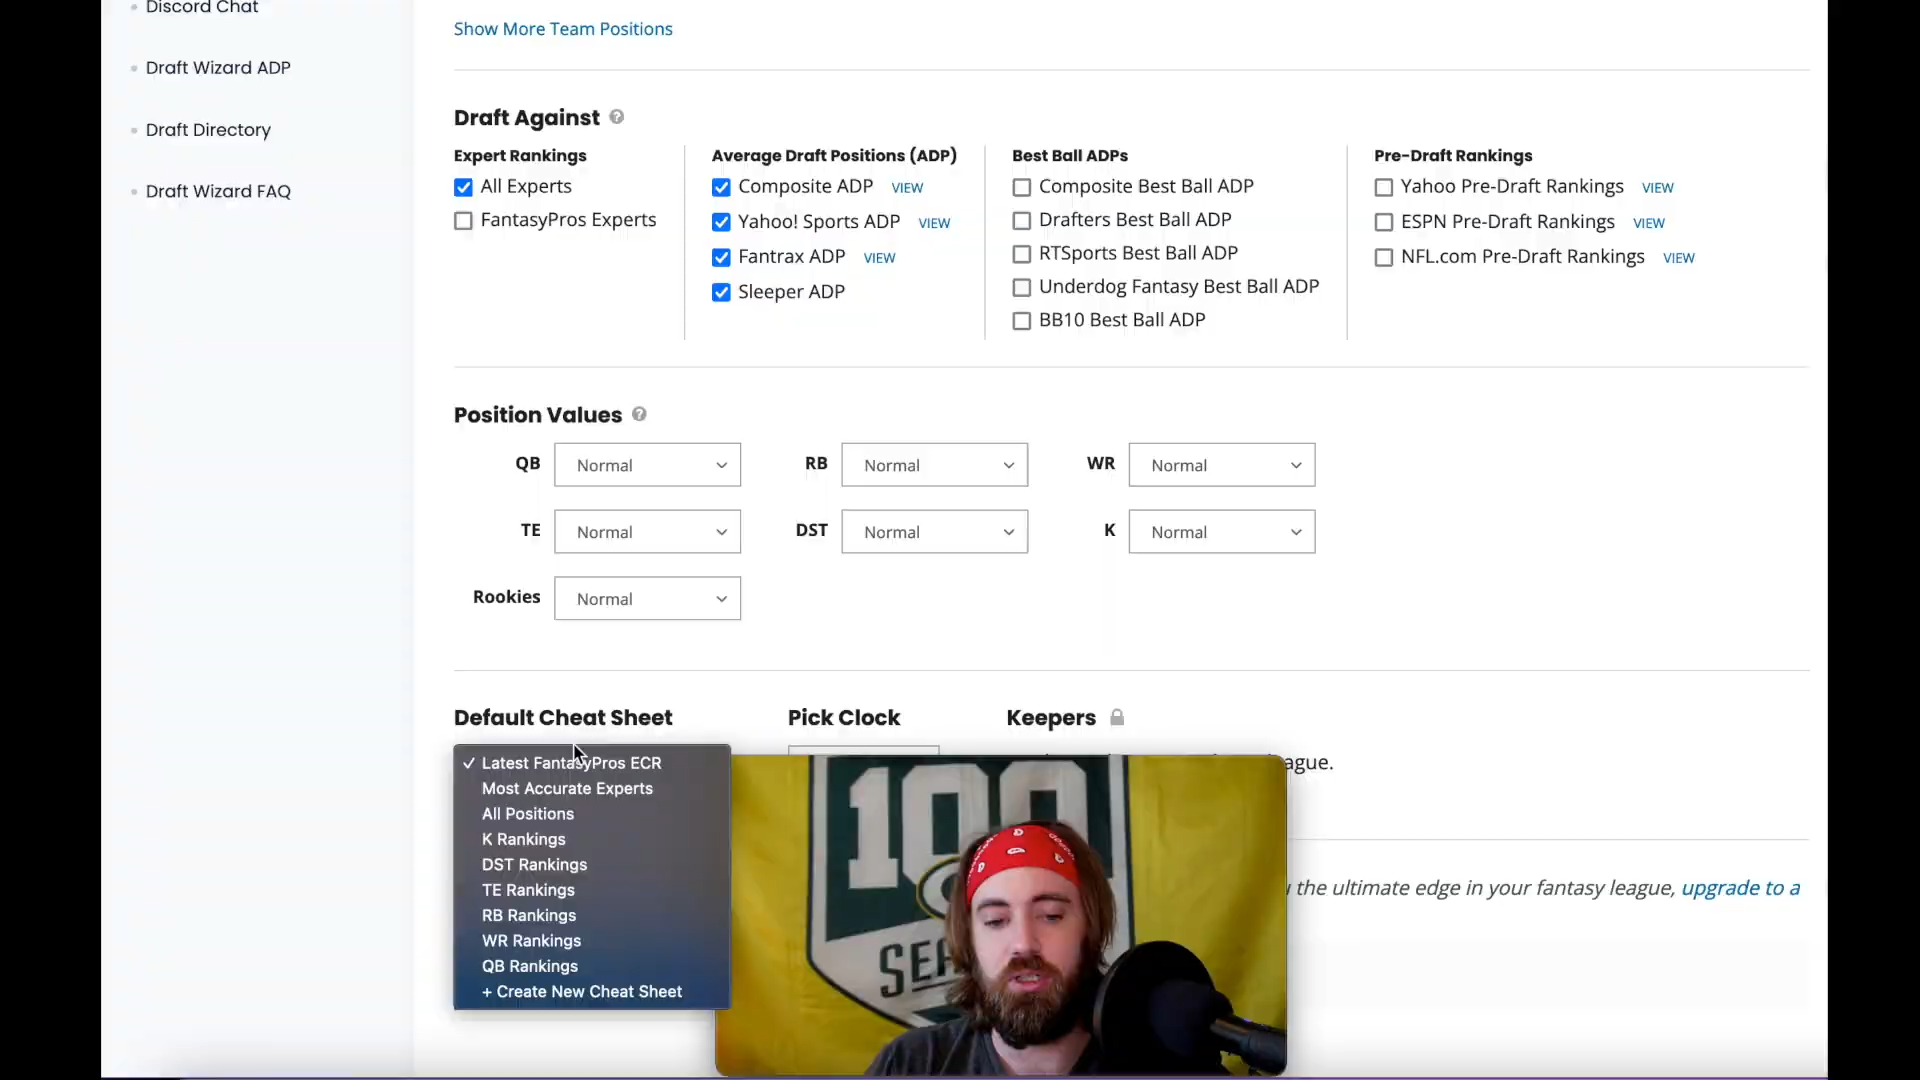 Discord Chat
Draft Wizard ADP
Draft Directory
Draft Wizard FAQ
Show More Team Positions
Draft Against ?
Expert Rankings
All Experts
FantasyPros Experts
Average Draft Positions (ADP)
Composite ADP VIEW
Yahoo! Sports ADP VIEW
Fantrax ADP VIEW
Sleeper ADP
Best Ball ADPs
Composite Best Ball ADP
Drafters Best Ball ADP
RTSports Best Ball ADP
Underdog Fantasy Best Ball ADP
BB10 Best Ball ADP
Pre-Draft Rankings
Yahoo Pre-Draft Rankings VIEW
ESPN Pre-Draft Rankings VIEW
NFL.com Pre-Draft Rankings VIEW
Position Values ?
QB Normal RB Normal WR Normal
TE Normal DST Normal K Normal
Rookies Normal
Default Cheat Sheet
✓ Latest FantasyPros ECR
Most Accurate Experts
All Positions
K Rankings
DST Rankings
TE Rankings
RB Rankings
WR Rankings
QB Rankings
+ Create New Cheat Sheet
Pick Clock
Keepers
the ultimate edge in your fantasy league, upgrade to a
100